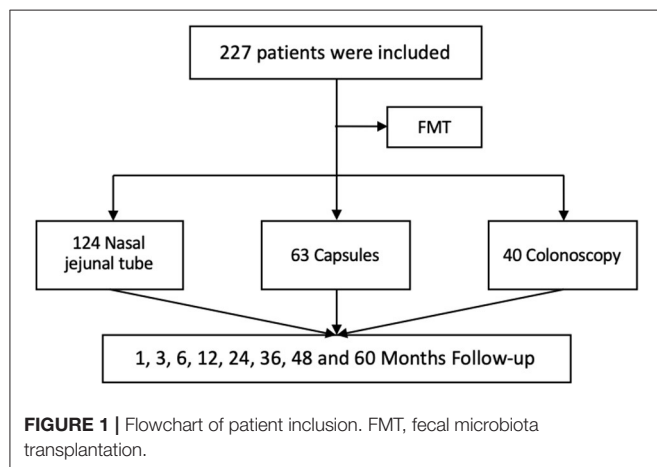 227 patients were included
FMT
124 Nasal
jejunal tube
63 Capsules
40 Colonoscopy
1, 3, 6, 12, 24, 36, 48 and 60 Months Follow-up
FIGURE 1 | Flowchart of patient inclusion. FMT, fecal microbiota
transplantation.